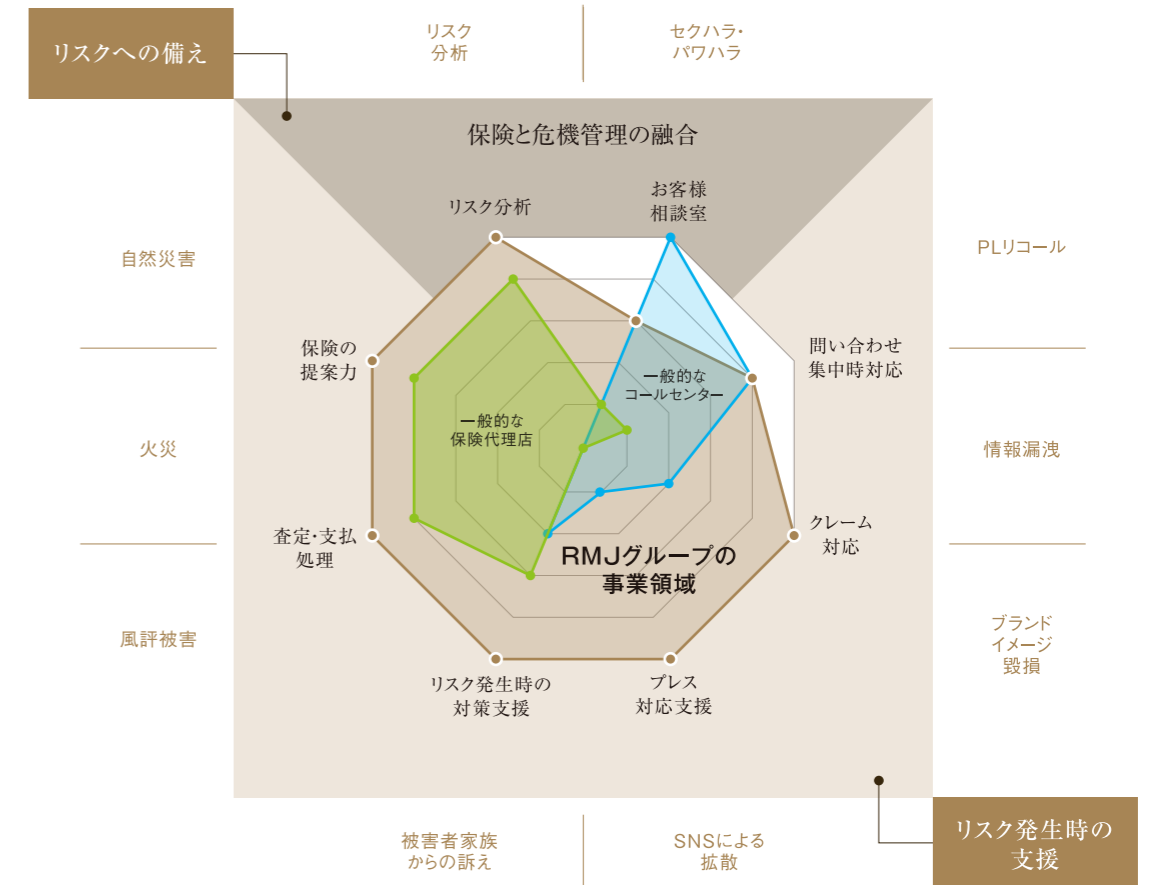 リスク
分析
セクハラ・
パワハラ
リスクへの備え
保険と危機管理の融合
リスク分析
お客様
相談室
自然災害
PLリコール
保険の
提案力
問い合わせ
集中時対応
一般的な
コールセンター
一般的な
保険代理店
火災
情報漏洩
査定・支払
処理
クレーム
対応
RMJグループの
事業領域
風評被害
ブランド
イメージ
毀損
リスク発生時の
対策支援
プレス
対応支援
被害者家族
からの訴え
SNSによる
拡散
リスク発生時の
支援